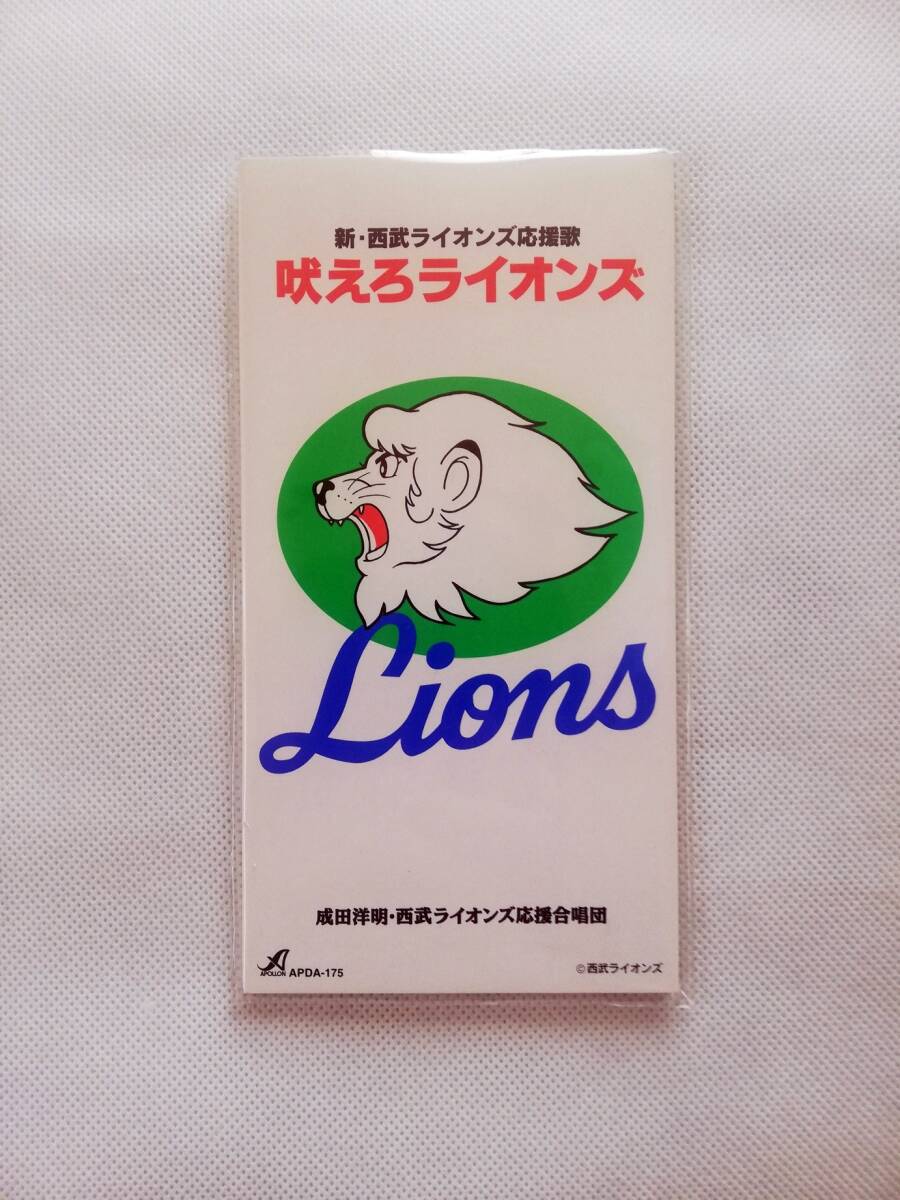 新・西武ライオンズ応援歌
吠えろライオンズ
Lions
成田洋明・西武ライオンズ応援合唱団
APOLLON APDA-175
©西武ライオンズ